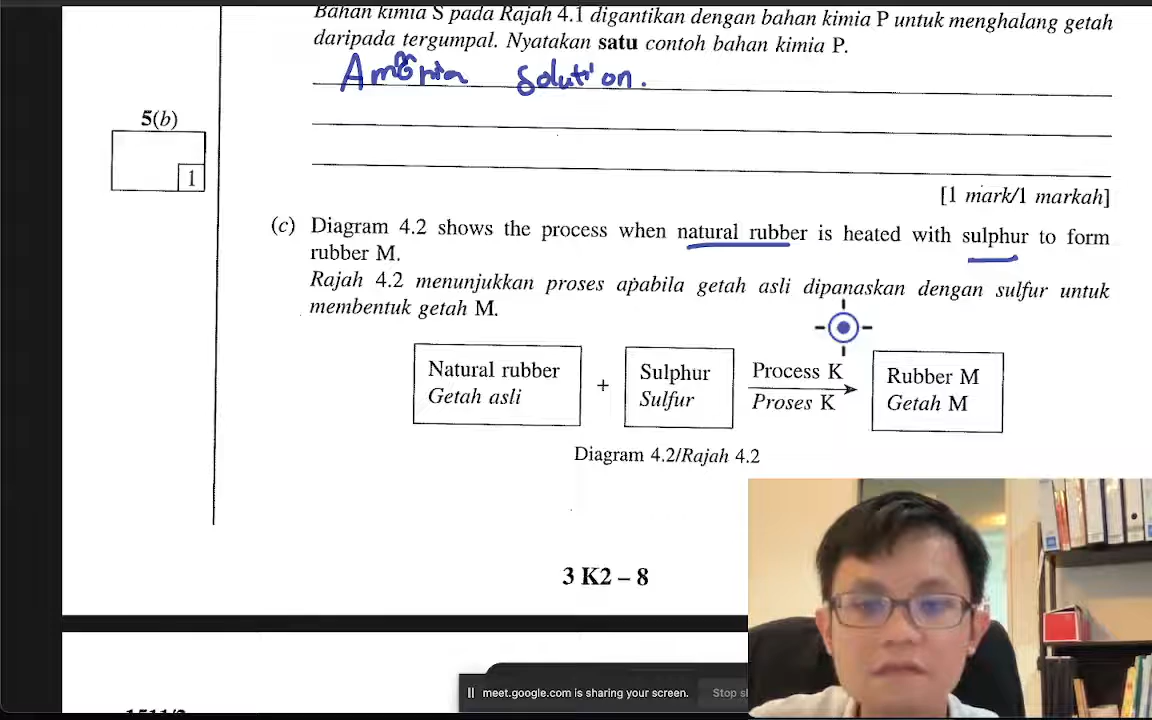 Bahan kimia S pada Rajah 4.1 digantikan dengan bahan kimia P untuk menghalang getah
daripada tergumpal. Nyatakan satu contoh bahan kimia P.
solution.
5(b)
1
[1 mark/1 markah]
(c) Diagram 4.2 shows the process when natural rubber is heated with sulphur to form
rubber M.
Rajah 4.2 menunjukkan proses apabila getah asli dipanaskan dengan sulfur untuk
membentuk getah M.
Natural rubber
Getah asli
+
Sulphur
Sulfur
Process K
Proses K
Rubber M
Getah M
Diagram 4.2/Rajah 4.2
3 K2 – 8
meet.google.com is sharing your screen.
Stop